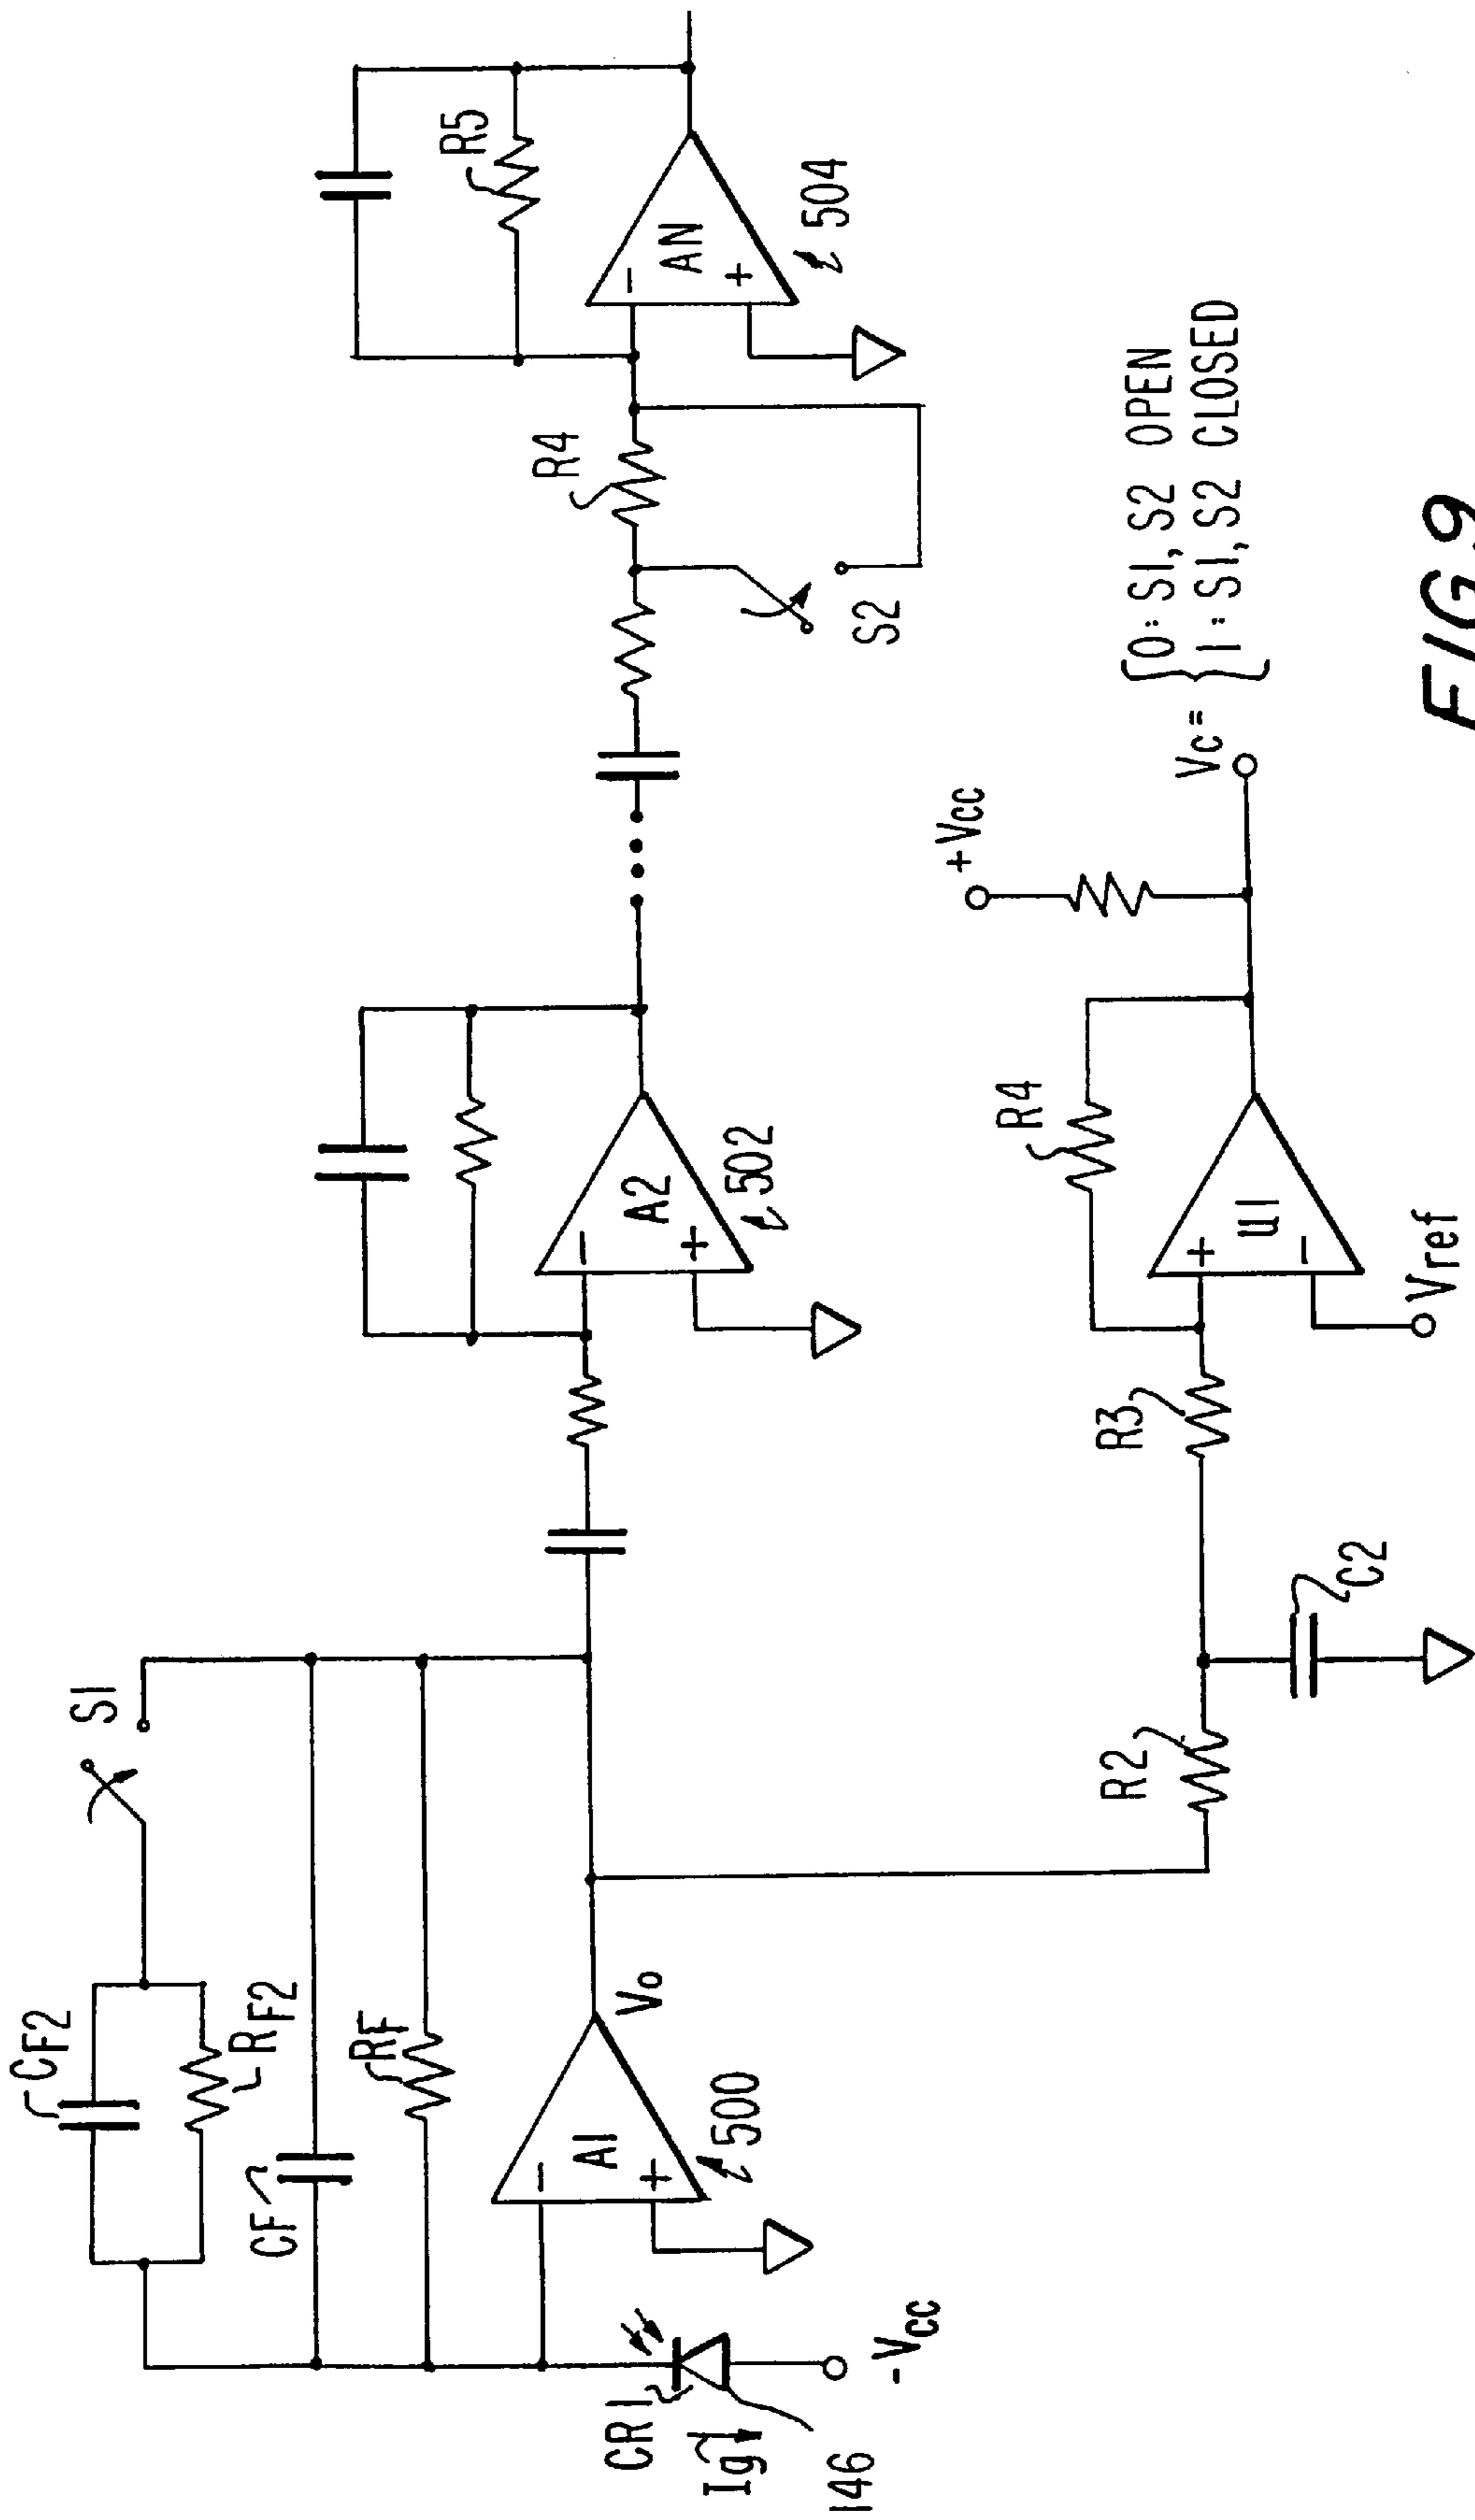 CF2
S1
RF2
CF
RF
R5
A1
A2
AN
−
+
−
+
−
+
Vo
500
502
504
R4
S2
CR1
Ig
146
-Vcc
+Vcc
R2
R3
R4
C2
u1
+
−
Vref
Vc=
0: S1, S2 OPEN
1: S1, S2 CLOSED
FIG.9